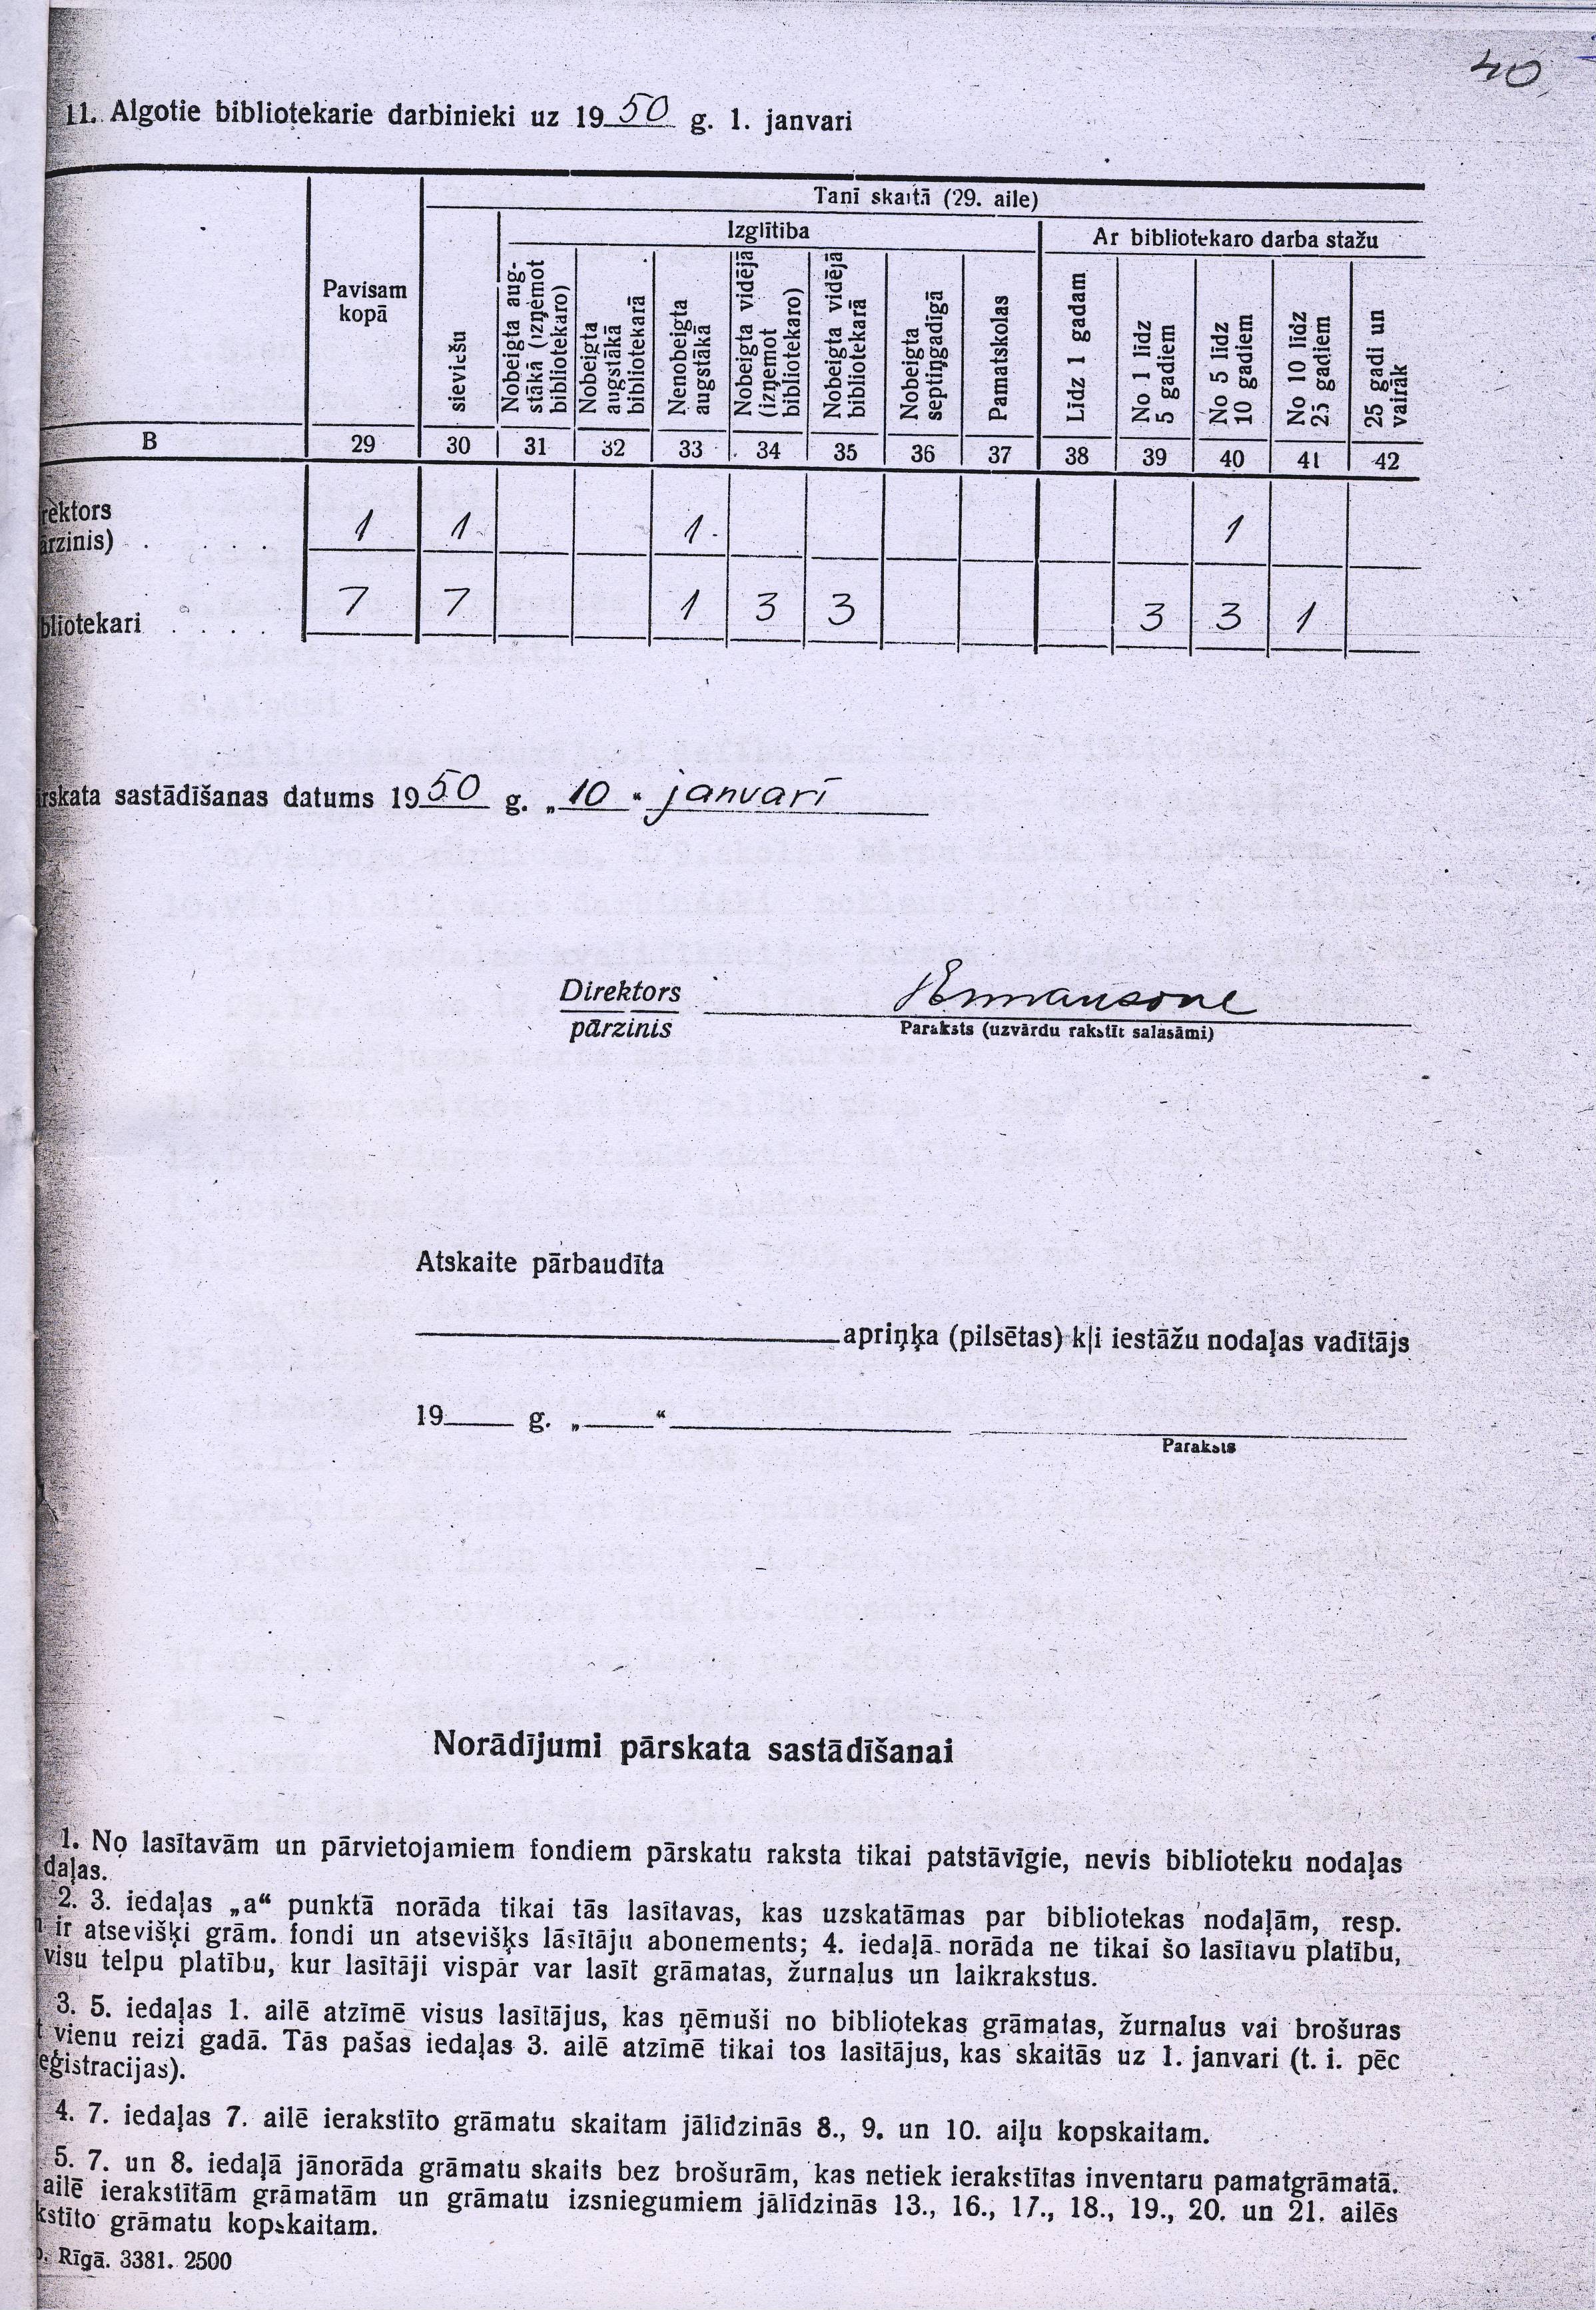 40
11. Algotie bibliotekarie darbinieki uz 1950 g. 1. janvari
Tanī skaitā (29. aile)
Izglītība
Ar bibliotekaro darba stažu
Pavisam kopā
sieviešu
Nobeigta aug-
stākā (izņemot
bibliotekaro)
Nobeigta
augstākā
bibliotekarā
Nenobeigta
augstākā
Nobeigta vidējā
(izņemot
bibliotekaro)
Nobeigta vidējā
bibliotekarā
Nobeigta
septiņgadīgā
Pamatskolas
Līdz 1 gadam
No 1 līdz
5 gadiem
No 5 līdz
10 gadiem
No 10 līdz
25 gadiem
25 gadi un
vairāk
B 29 30 31 32 33 34 35 36 37 38 39 40 41 42
rektors
ārzinis) . . . . 1 1 1 1
bliotekari . . . . 7 7 1 3 3 3 3 1
ārskata sastādīšanas datums 1950 g. „10“ janvarī
Direktors
pārzinis
Paraksts (uzvārdu rakstīt salasāmi)
Atskaite pārbaudīta
apriņķa (pilsētas) k|i iestāžu nodaļas vadītājs
19 g. „ “
Paraksts
Norādījumi pārskata sastādīšanai
1. No lasītavām un pārvietojamiem fondiem pārskatu raksta tikai patstāvīgie, nevis biblioteku nodaļas
daļas.
2. 3. iedaļas „a“ punktā norāda tikai tās lasītavas, kas uzskatāmas par bibliotekas nodaļām, resp.
ir atsevišķi grām. fondi un atsevišķs lasītāju abonements; 4. iedaļā norāda ne tikai šo lasītavu platību,
visu telpu platību, kur lasītāji vispār var lasīt grāmatas, žurnalus un laikrakstus.
3. 5. iedaļas 1. ailē atzīmē visus lasītājus, kas ņēmuši no bibliotekas grāmatas, žurnalus vai brošuras
t vienu reizi gadā. Tās pašas iedaļas 3. ailē atzīmē tikai tos lasītājus, kas skaitās uz 1. janvari (t. i. pēc
eģistracijas).
4. 7. iedaļas 7. ailē ierakstīto grāmatu skaitam jālīdzinās 8., 9. un 10. aiļu kopskaitam.
5. 7. un 8. iedaļā jānorāda grāmatu skaits bez brošurām, kas netiek ierakstītas inventaru pamatgrāmatā.
ailē ierakstītām grāmatām un grāmatu izsniegumiem jālīdzinās 13., 16., 17., 18., 19., 20. un 21. ailēs
kstīto grāmatu kopskaitam.
p. Rīgā. 3381. 2500